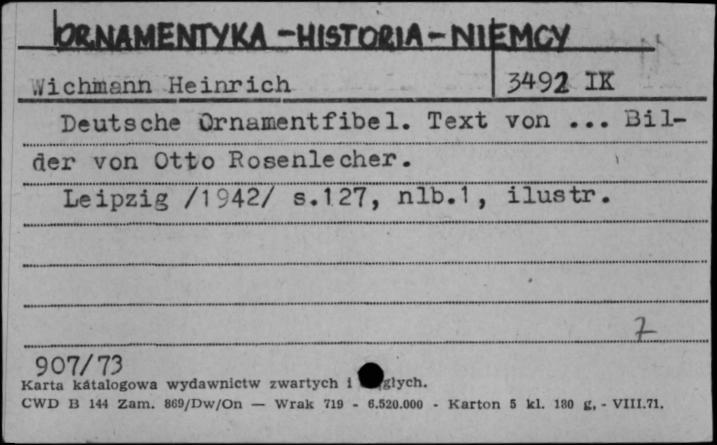 ORNAMENTYKA - HISTORIA - NIEMCY
Wichmann Heinrich 3492 IK
Deutsche Ornamentfibel. Text von ... Bil-
der von Otto Rosenlecher.
Leipzig /1942/ s.127, nlb.1, ilustr.
7
907/73
Karta katalogowa wydawnictw zwartych i glych.
CWD B 144 Zam. 869/Dw/On — Wrak 719 - 6.520.000 - Karton 5 kl. 180 g, - VIII.71.